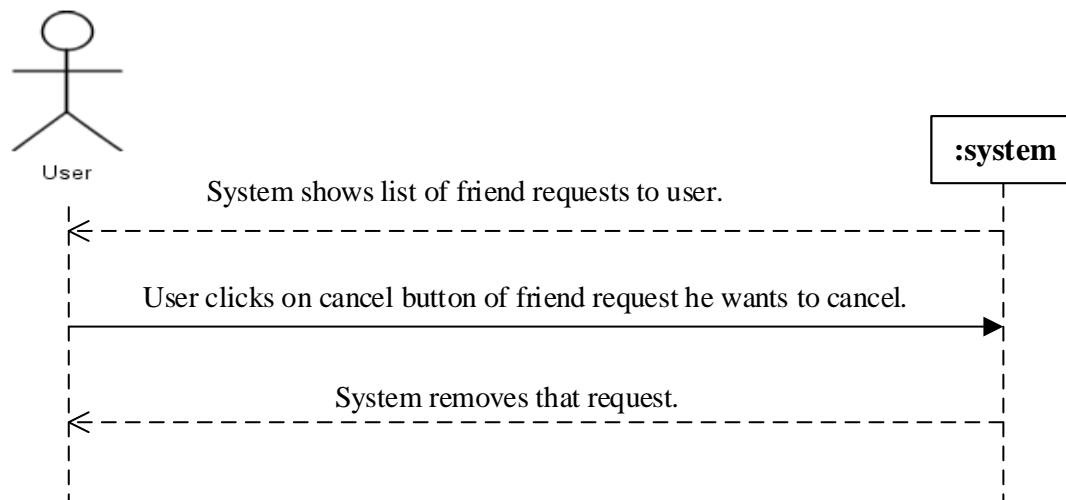 User
:system
System shows list of friend requests to user.
User clicks on cancel button of friend request he wants to cancel.
System removes that request.